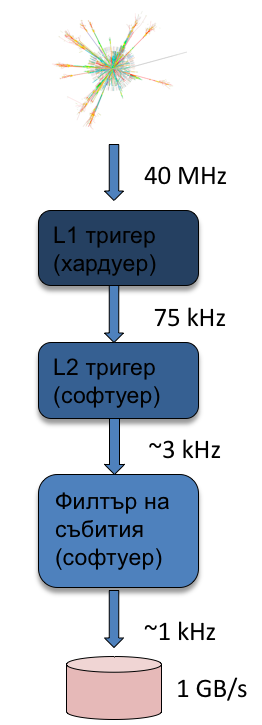 40 MHz
L1 тригер
(хардуер)
75 kHz
L2 тригер
(софтуер)
~3 kHz
Филтър на
събития
(софтуер)
~1 kHz
1 GB/s